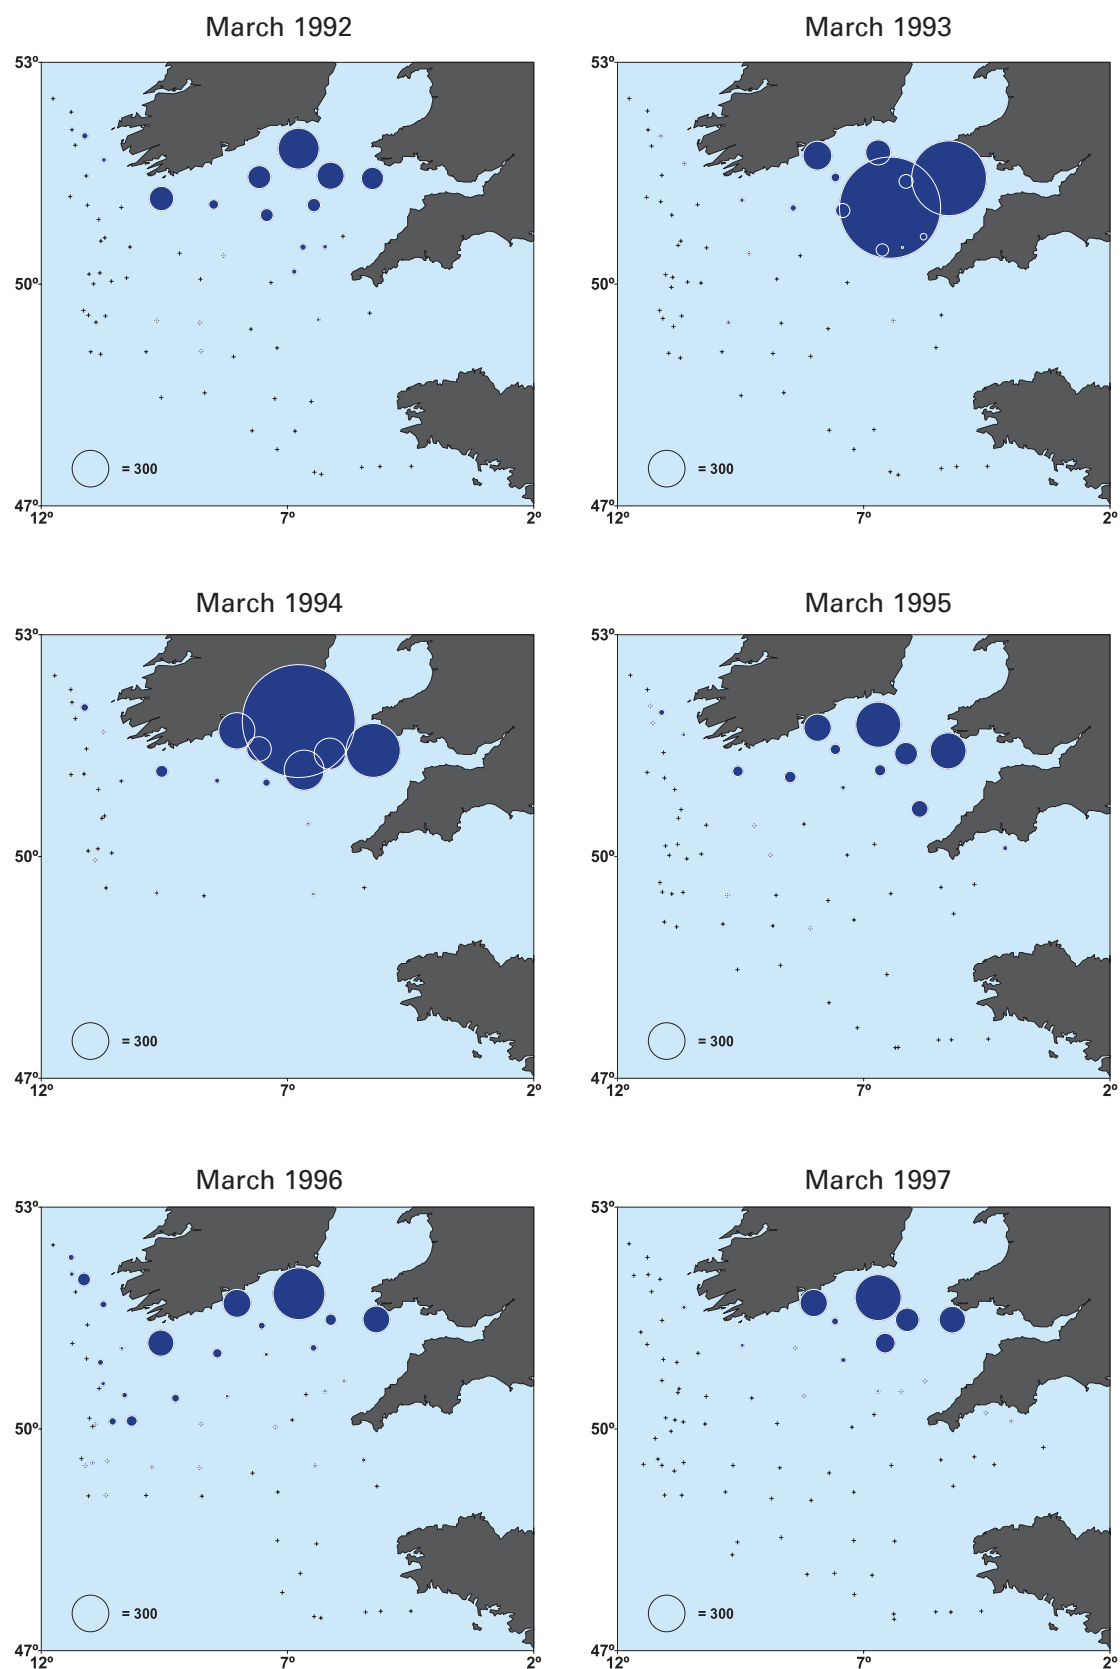 March 1992
March 1993
53º
50º
47º
12º
7º
2º
= 300
53º
50º
47º
12º
7º
2º
= 300
March 1994
March 1995
53º
50º
47º
12º
7º
2º
= 300
53º
50º
47º
12º
7º
2º
= 300
March 1996
March 1997
53º
50º
47º
12º
7º
2º
= 300
53º
50º
47º
12º
7º
2º
= 300